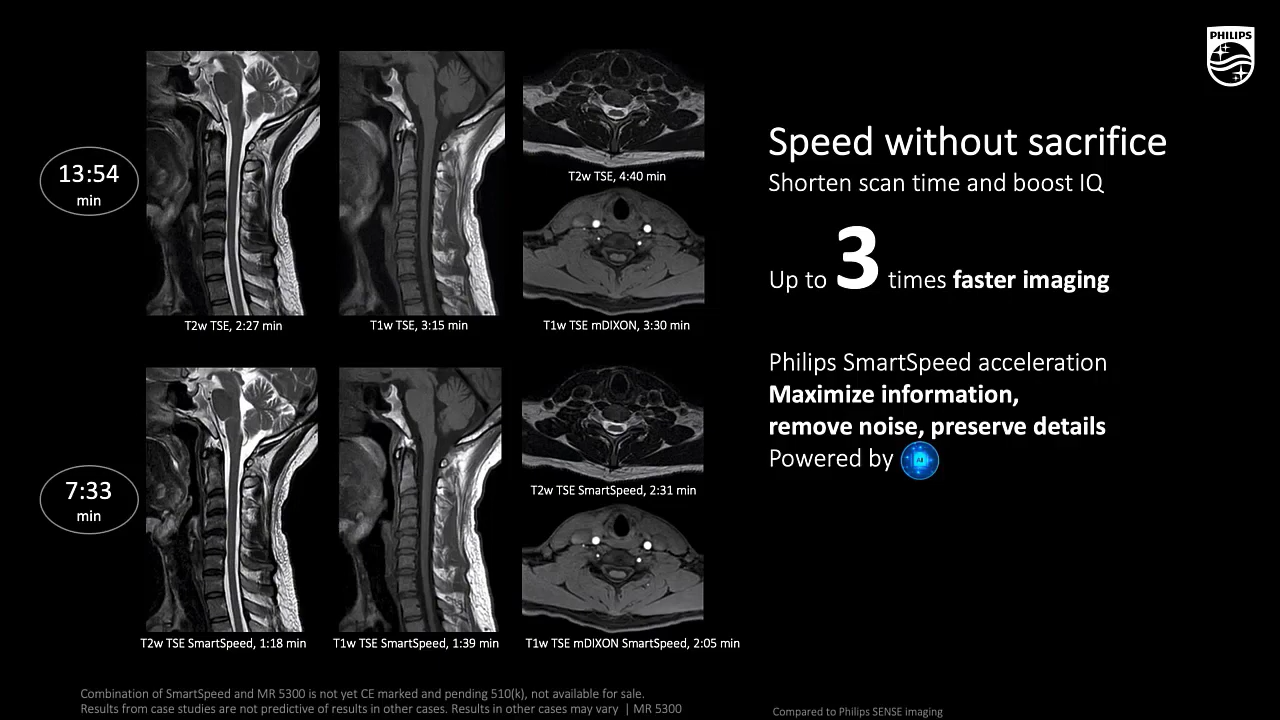 PHILIPS
13:54
min
T2w TSE, 2:27 min
T1w TSE, 3:15 min
T2w TSE, 4:40 min
T1w TSE mDIXON, 3:30 min
7:33
min
T2w TSE SmartSpeed, 1:18 min
T1w TSE SmartSpeed, 1:39 min
T2w TSE SmartSpeed, 2:31 min
T1w TSE mDIXON SmartSpeed, 2:05 min
Speed without sacrifice
Shorten scan time and boost IQ
Up to 3 times faster imaging
Philips SmartSpeed acceleration
Maximize information,
remove noise, preserve details
Powered by AI
Combination of SmartSpeed and MR 5300 is not yet CE marked and pending 510(k), not available for sale.
Results from case studies are not predictive of results in other cases. Results in other cases may vary | MR 5300
Compared to Philips SENSE imaging